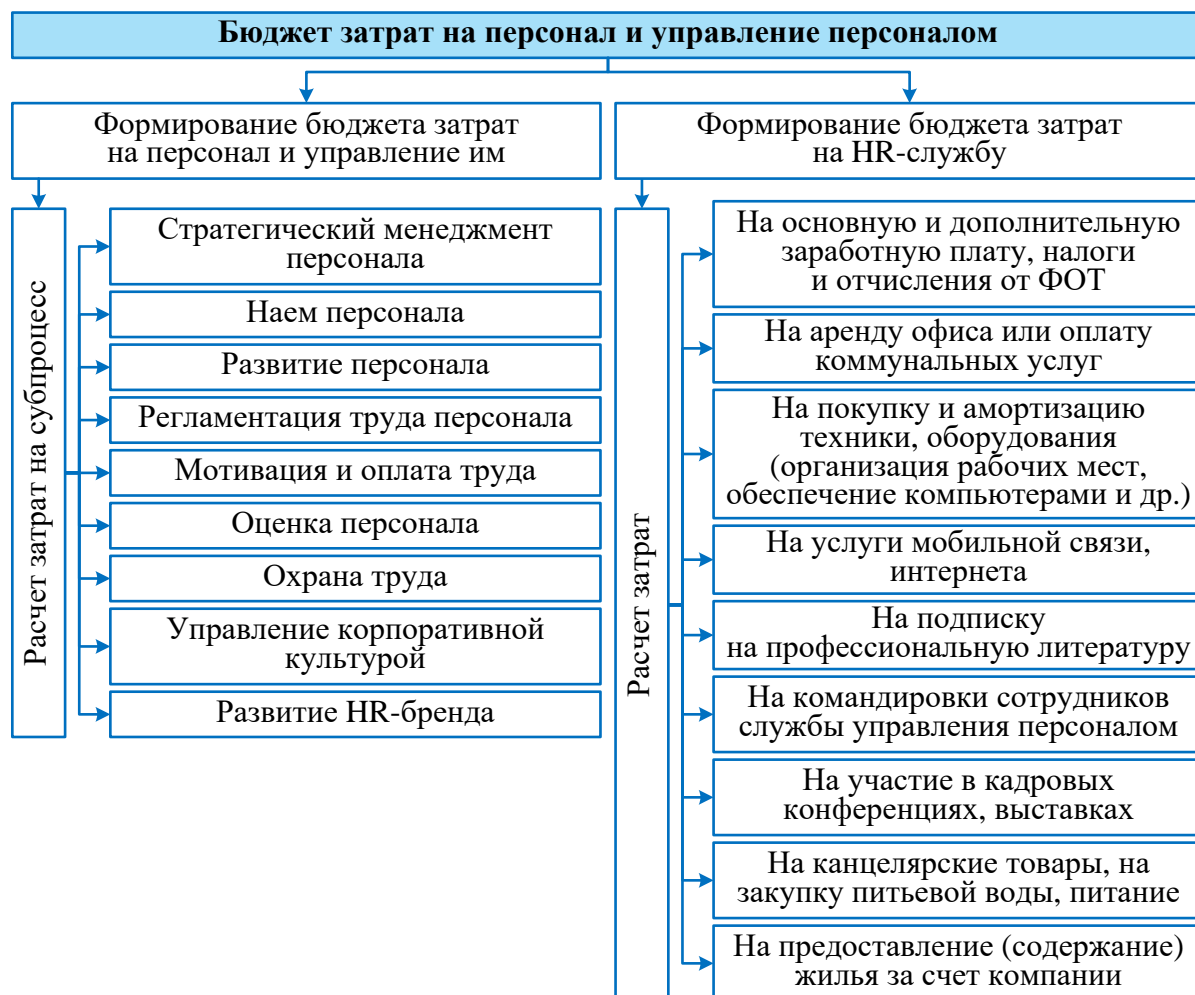 Бюджет затрат на персонал и управление персоналом
Формирование бюджета затрат
на персонал и управление им
Расчет затрат на субпроцесс
Стратегический менеджмент
персонала
Наем персонала
Развитие персонала
Регламентация труда персонала
Мотивация и оплата труда
Оценка персонала
Охрана труда
Управление корпоративной
культурой
Развитие HR-бренда
Формирование бюджета затрат
на HR-службу
Расчет затрат
На основную и дополнительную
заработную плату, налоги
и отчисления от ФОТ
На аренду офиса или оплату
коммунальных услуг
На покупку и амортизацию
техники, оборудования
(организация рабочих мест,
обеспечение компьютерами и др.)
На услуги мобильной связи,
интернета
На подписку
на профессиональную литературу
На командировки сотрудников
службы управления персоналом
На участие в кадровых
конференциях, выставках
На канцелярские товары, на
закупку питьевой воды, питание
На предоставление (содержание)
жилья за счет компании